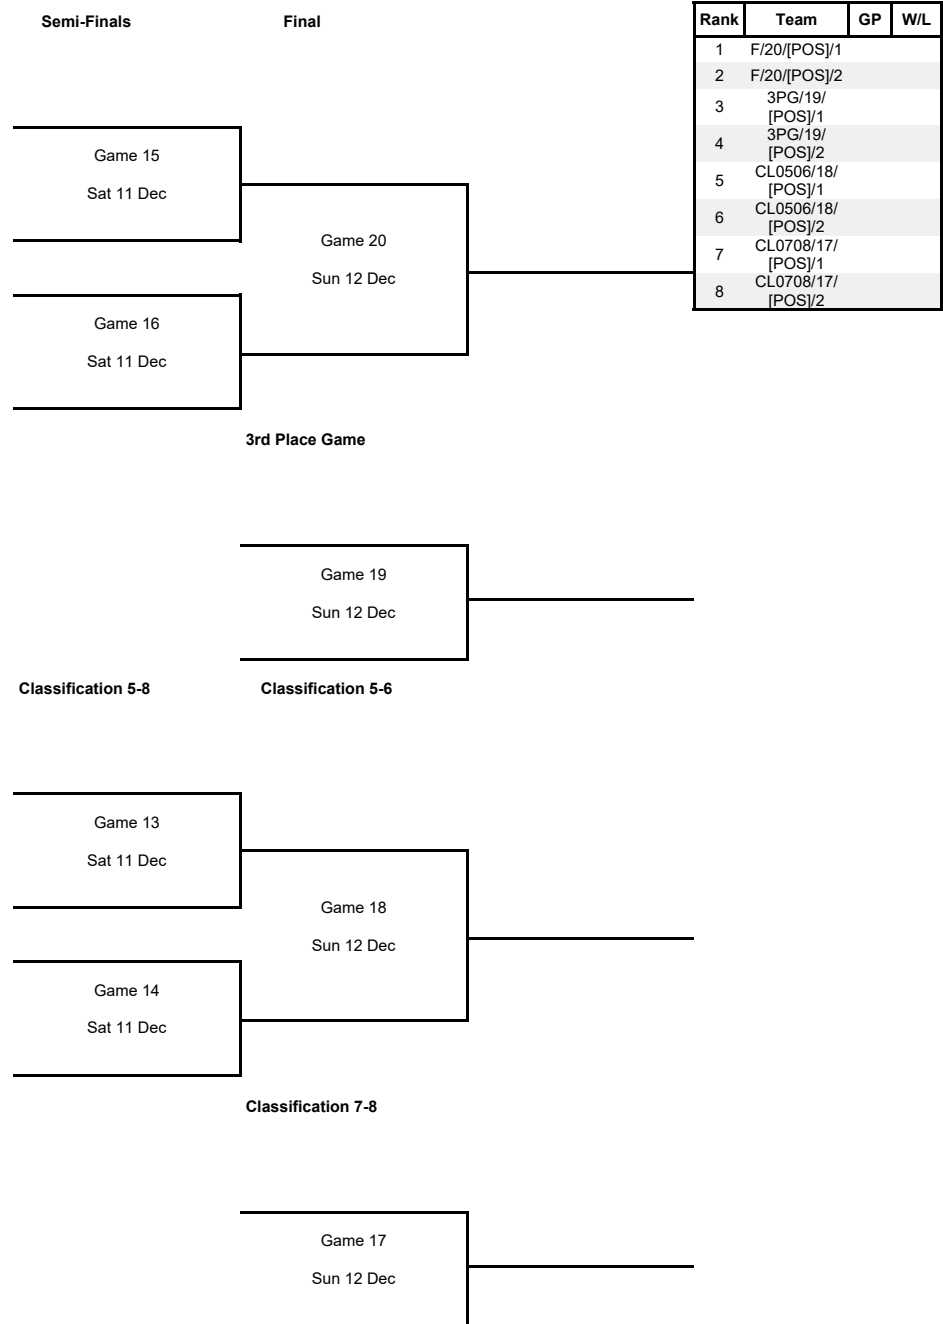 Semi-Finals
Final
Rank Team GP W/L
1 F/20/[POS]/1
2 F/20/[POS]/2
3 3PG/19/
[POS]/1
4 3PG/19/
[POS]/2
5 CL0506/18/
[POS]/1
6 CL0506/18/
[POS]/2
7 CL0708/17/
[POS]/1
8 CL0708/17/
[POS]/2
Game 15
Sat 11 Dec
Game 20
Sun 12 Dec
Game 16
Sat 11 Dec
3rd Place Game
Game 19
Sun 12 Dec
Classification 5-8
Classification 5-6
Game 13
Sat 11 Dec
Game 18
Sun 12 Dec
Game 14
Sat 11 Dec
Classification 7-8
Game 17
Sun 12 Dec